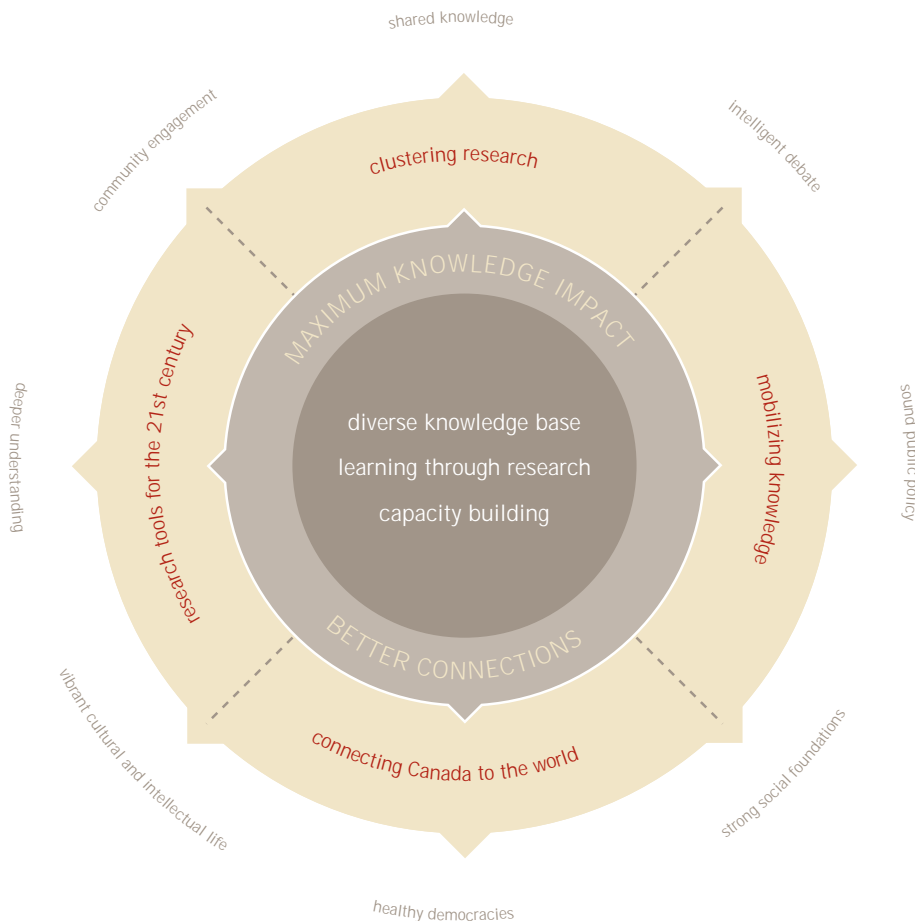 shared knowledge
community engagement
intelligent debate
clustering research
MAXIMUM KNOWLEDGE IMPACT
research tools for the 21st century
mobilizing knowledge
deeper understanding
sound public policy
diverse knowledge base
learning through research
capacity building
BETTER CONNECTIONS
connecting Canada to the world
vibrant cultural and intellectual life
strong social foundations
healthy democracies